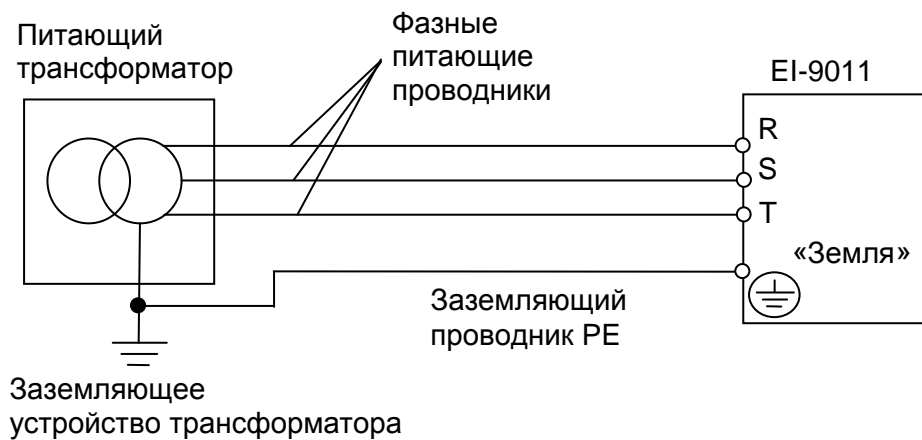 Питающий
трансформатор
Фазные
питающие
проводники
EI-9011
R
S
T
«Земля»
Заземляющий
проводник PE
Заземляющее
устройство трансформатора